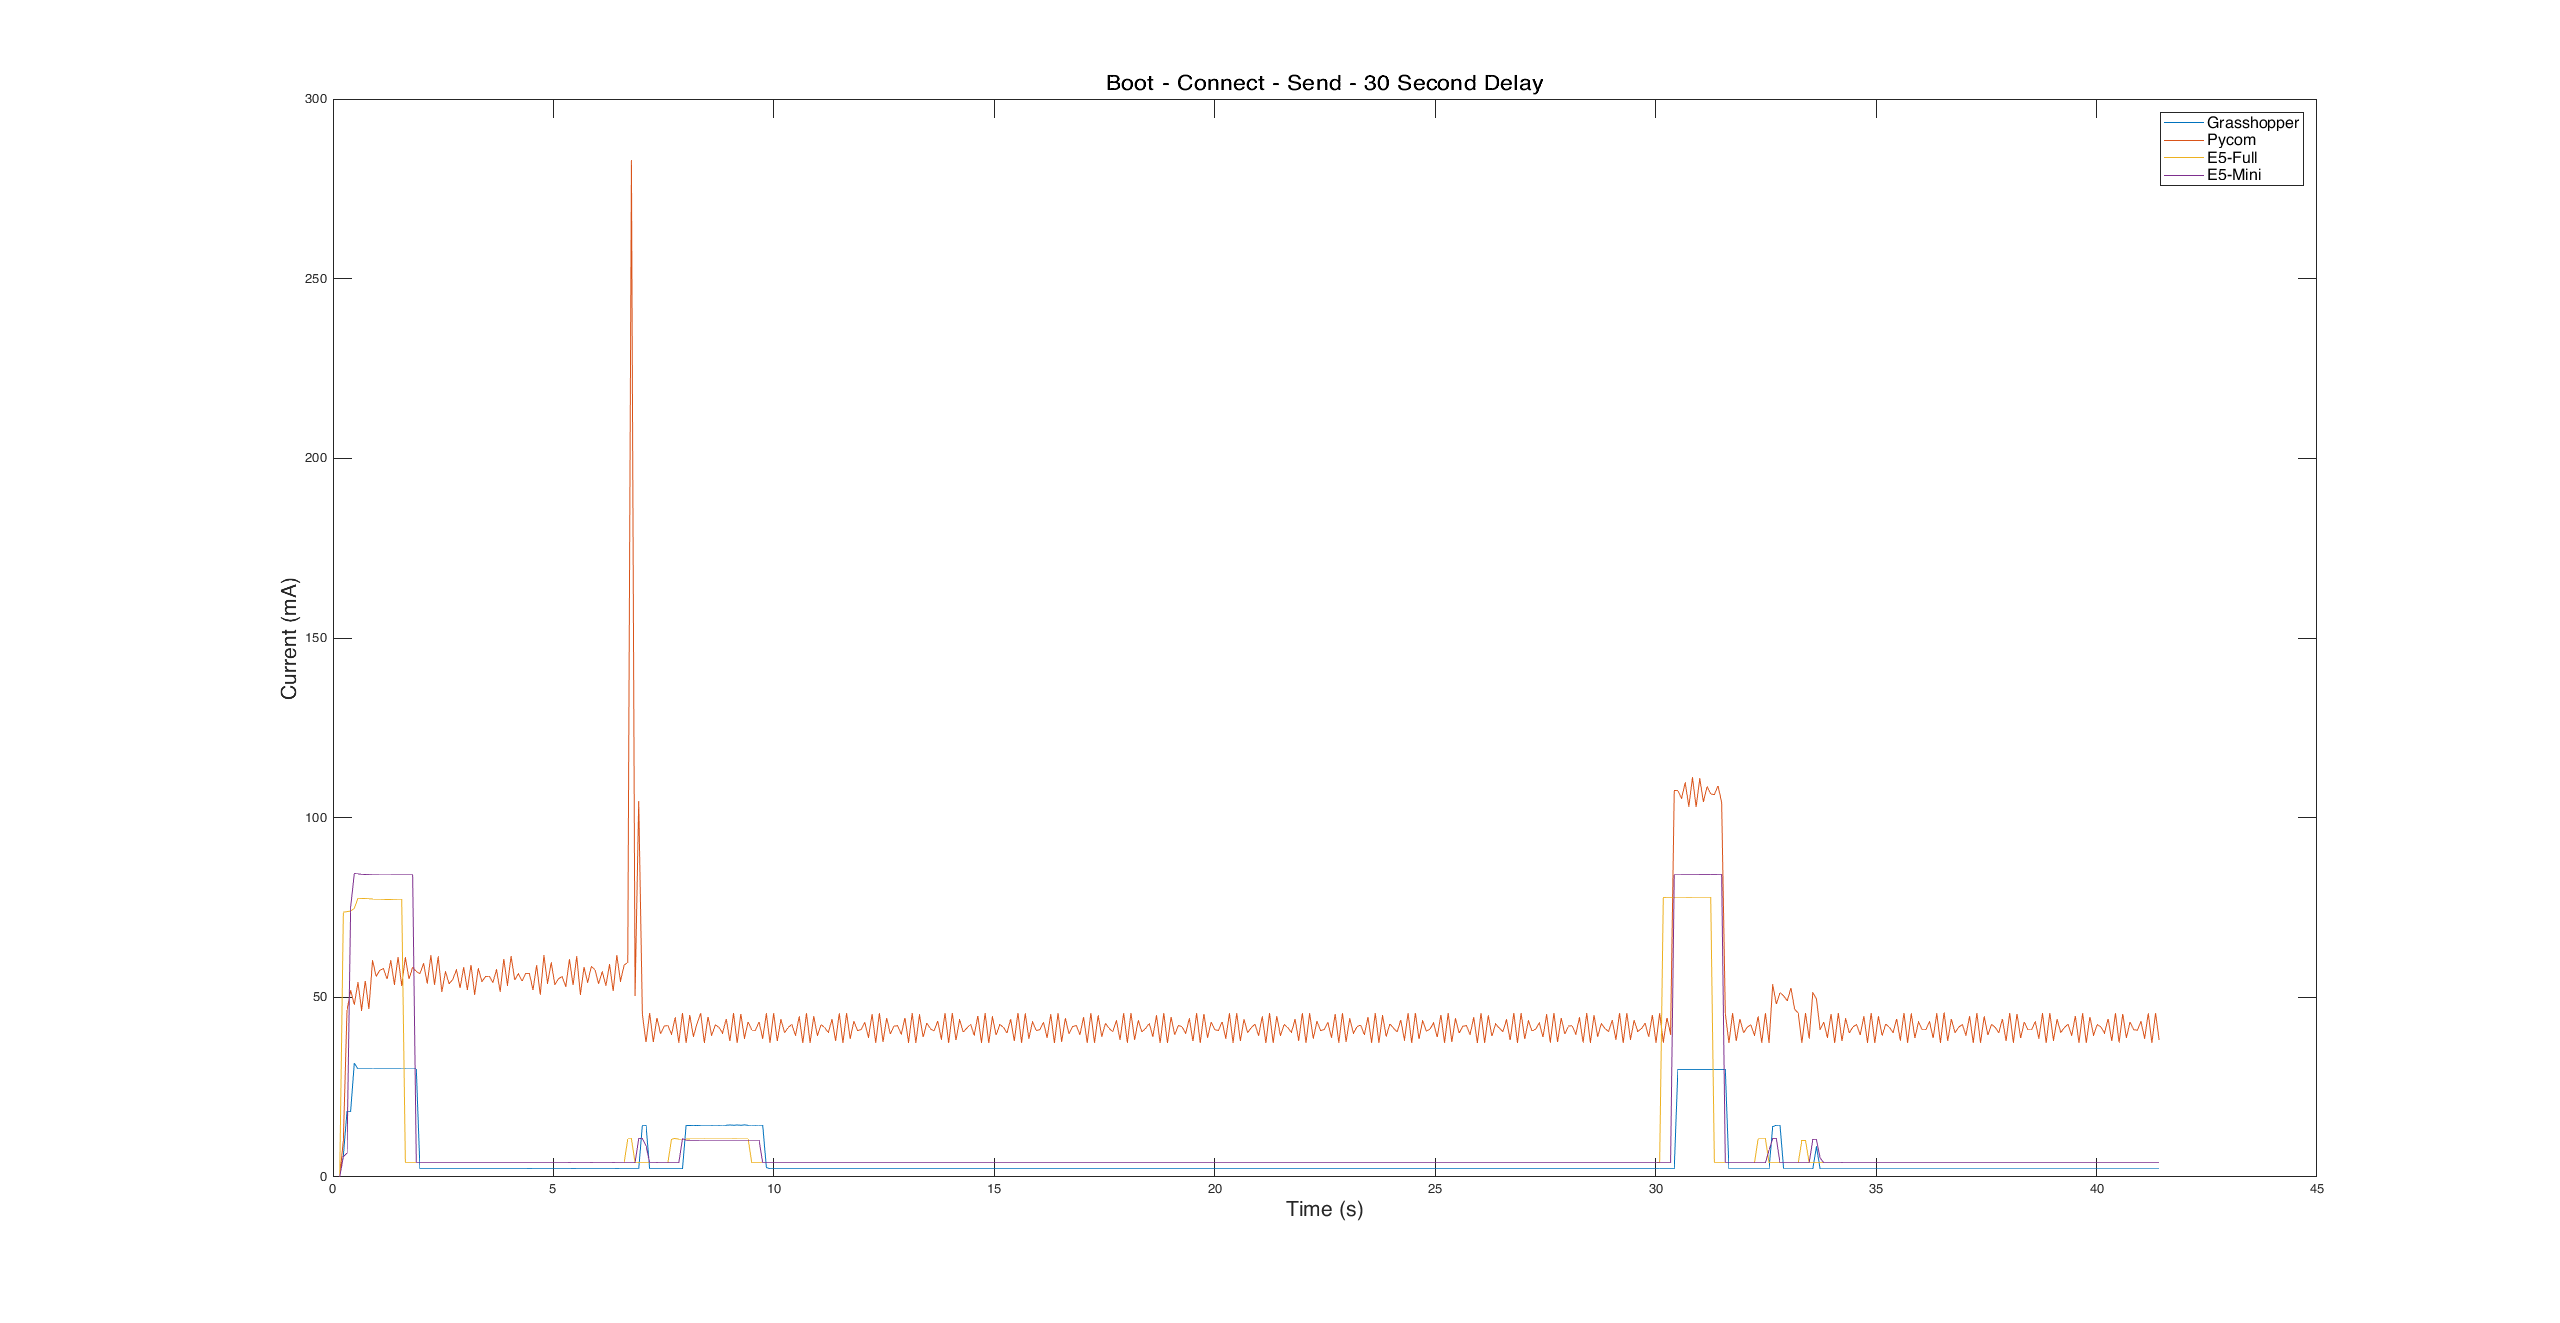 Boot - Connect - Send - 30 Second Delay
Grasshopper
Pycom
E5-Full
E5-Mini
Current (mA)
300
250
200
150
100
50
0
0 5 10 15 20 25 30 35 40 45
Time (s)